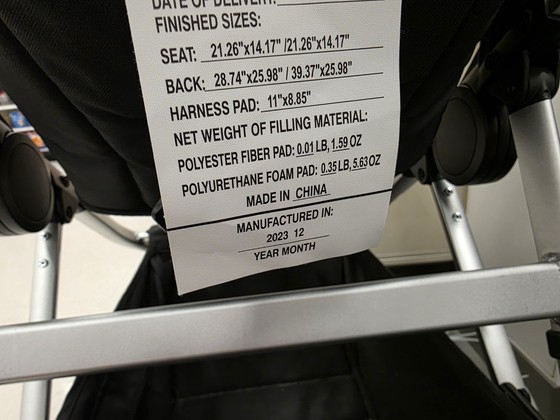 DATE OF DELIVERY:
FINISHED SIZES:
SEAT: 21.26"x14.17" /21.26"x14.17"
BACK: 28.74"x25.98" / 39.37"x25.98"
HARNESS PAD: 11"x8.85"
NET WEIGHT OF FILLING MATERIAL:
POLYESTER FIBER PAD: 0.01 LB, 1.59 OZ
POLYURETHANE FOAM PAD: 0.35 LB, 5.63 OZ
MADE IN CHINA
MANUFACTURED IN:
2023 12
YEAR MONTH